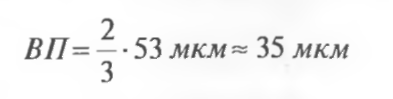 ВП = 2/3 · 53 мкм ≈ 35 мкм